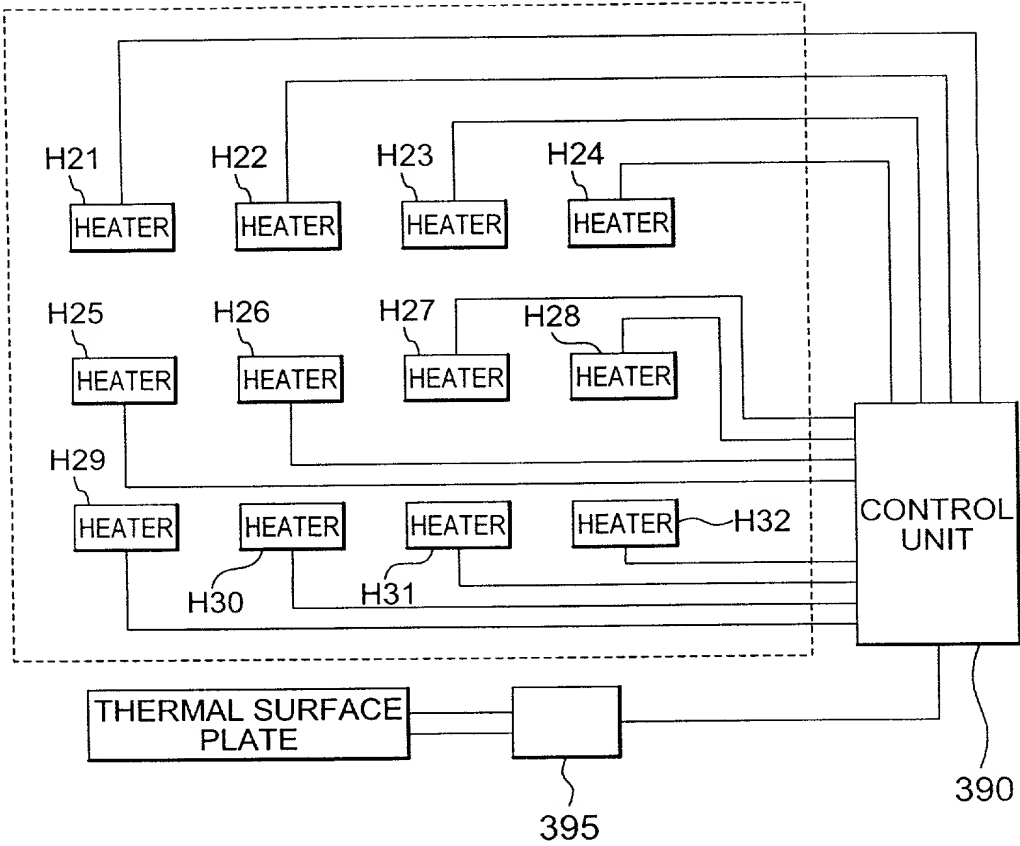 H21
H22
H23
H24
HEATER
HEATER
HEATER
HEATER
H25
H26
H27
H28
HEATER
HEATER
HEATER
HEATER
H29
HEATER
HEATER
HEATER
HEATER
H32
H30
H31
CONTROL
UNIT
THERMAL SURFACE
PLATE
395
390